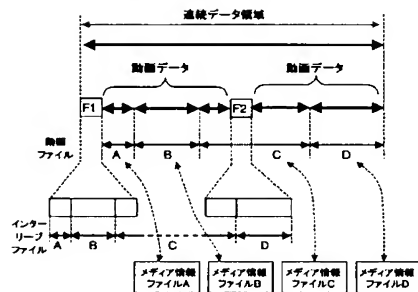 連続データ領域
動画データ 動画データ
F1 F2
動画
ファイル
A B C D
インター
リーブ
ファイル
A B C D
メディア情報
ファイルA
メディア情報
ファイルB
メディア情報
ファイルC
メディア情報
ファイルD